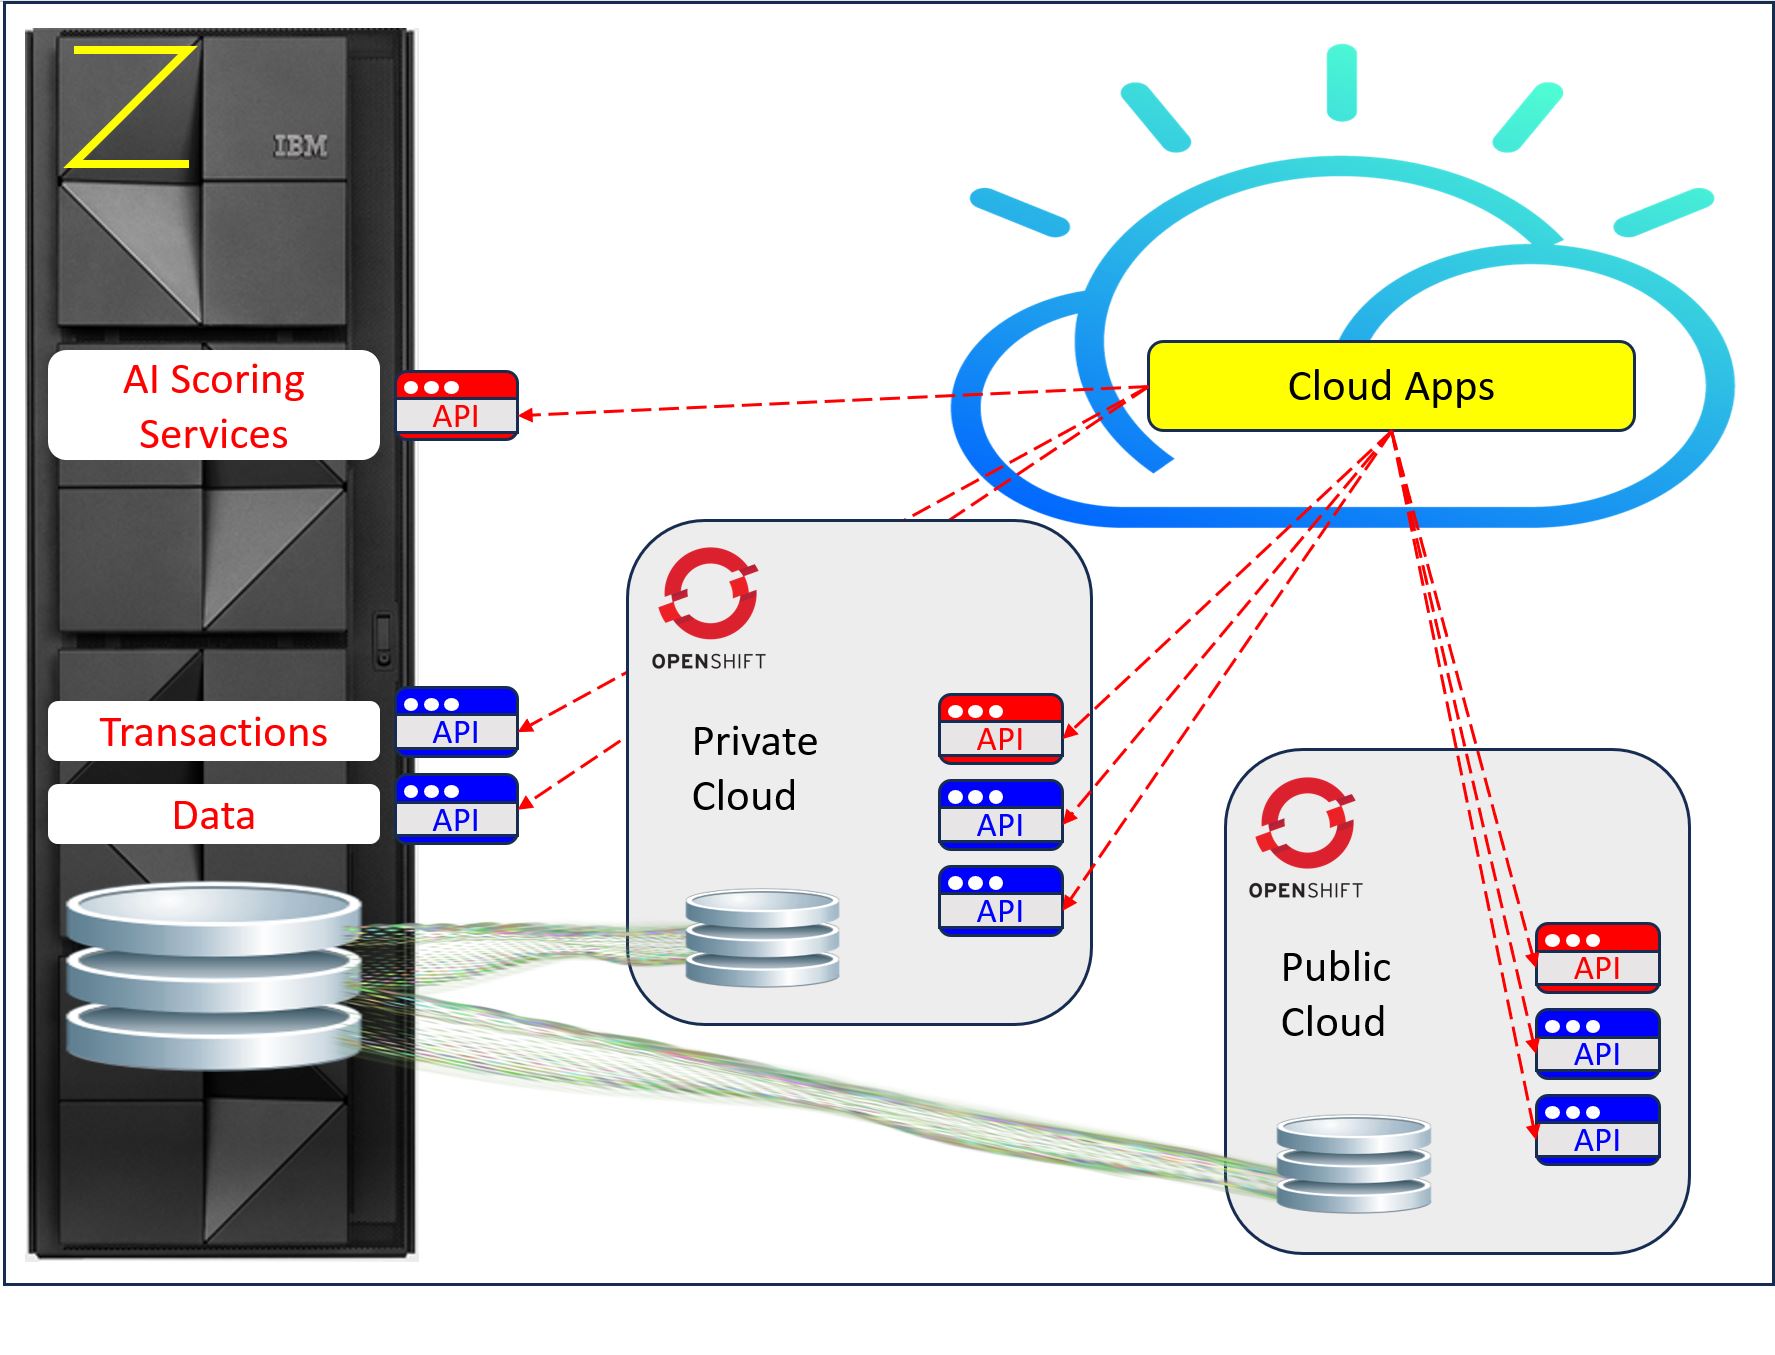 Z
IBM
AI Scoring
Services
API
Cloud Apps
OPENSHIFT
Transactions
API
Data
API
Private
Cloud
API
API
API
OPENSHIFT
Public
Cloud
API
API
API